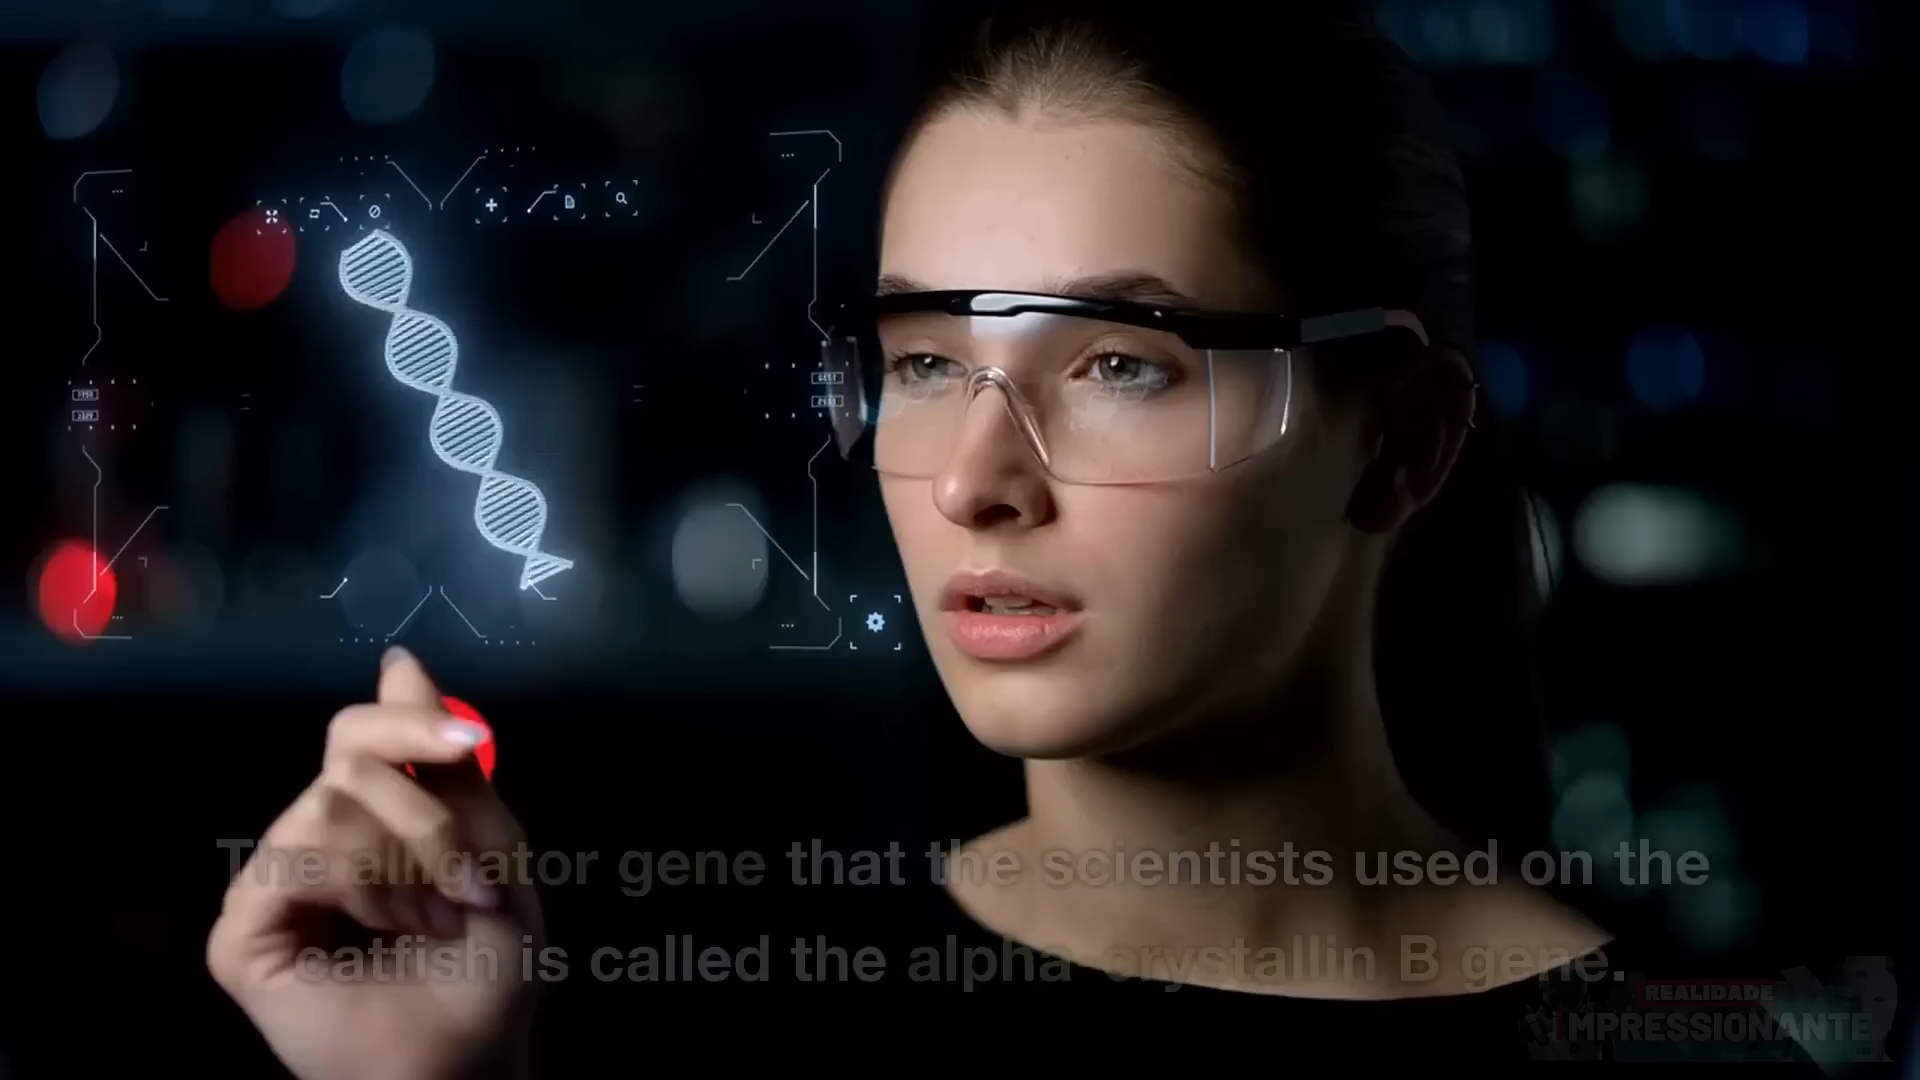 The alligator gene that the scientists used on the
catfish is called the alpha-crystallin B gene.
REALIDADE
IMPRESSIONANTE